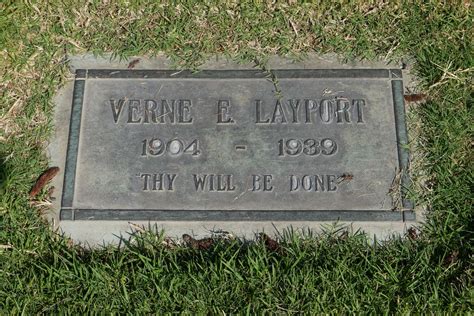 VERNE E. LAYPORT
1904 - 1939
"THY WILL BE DONE"